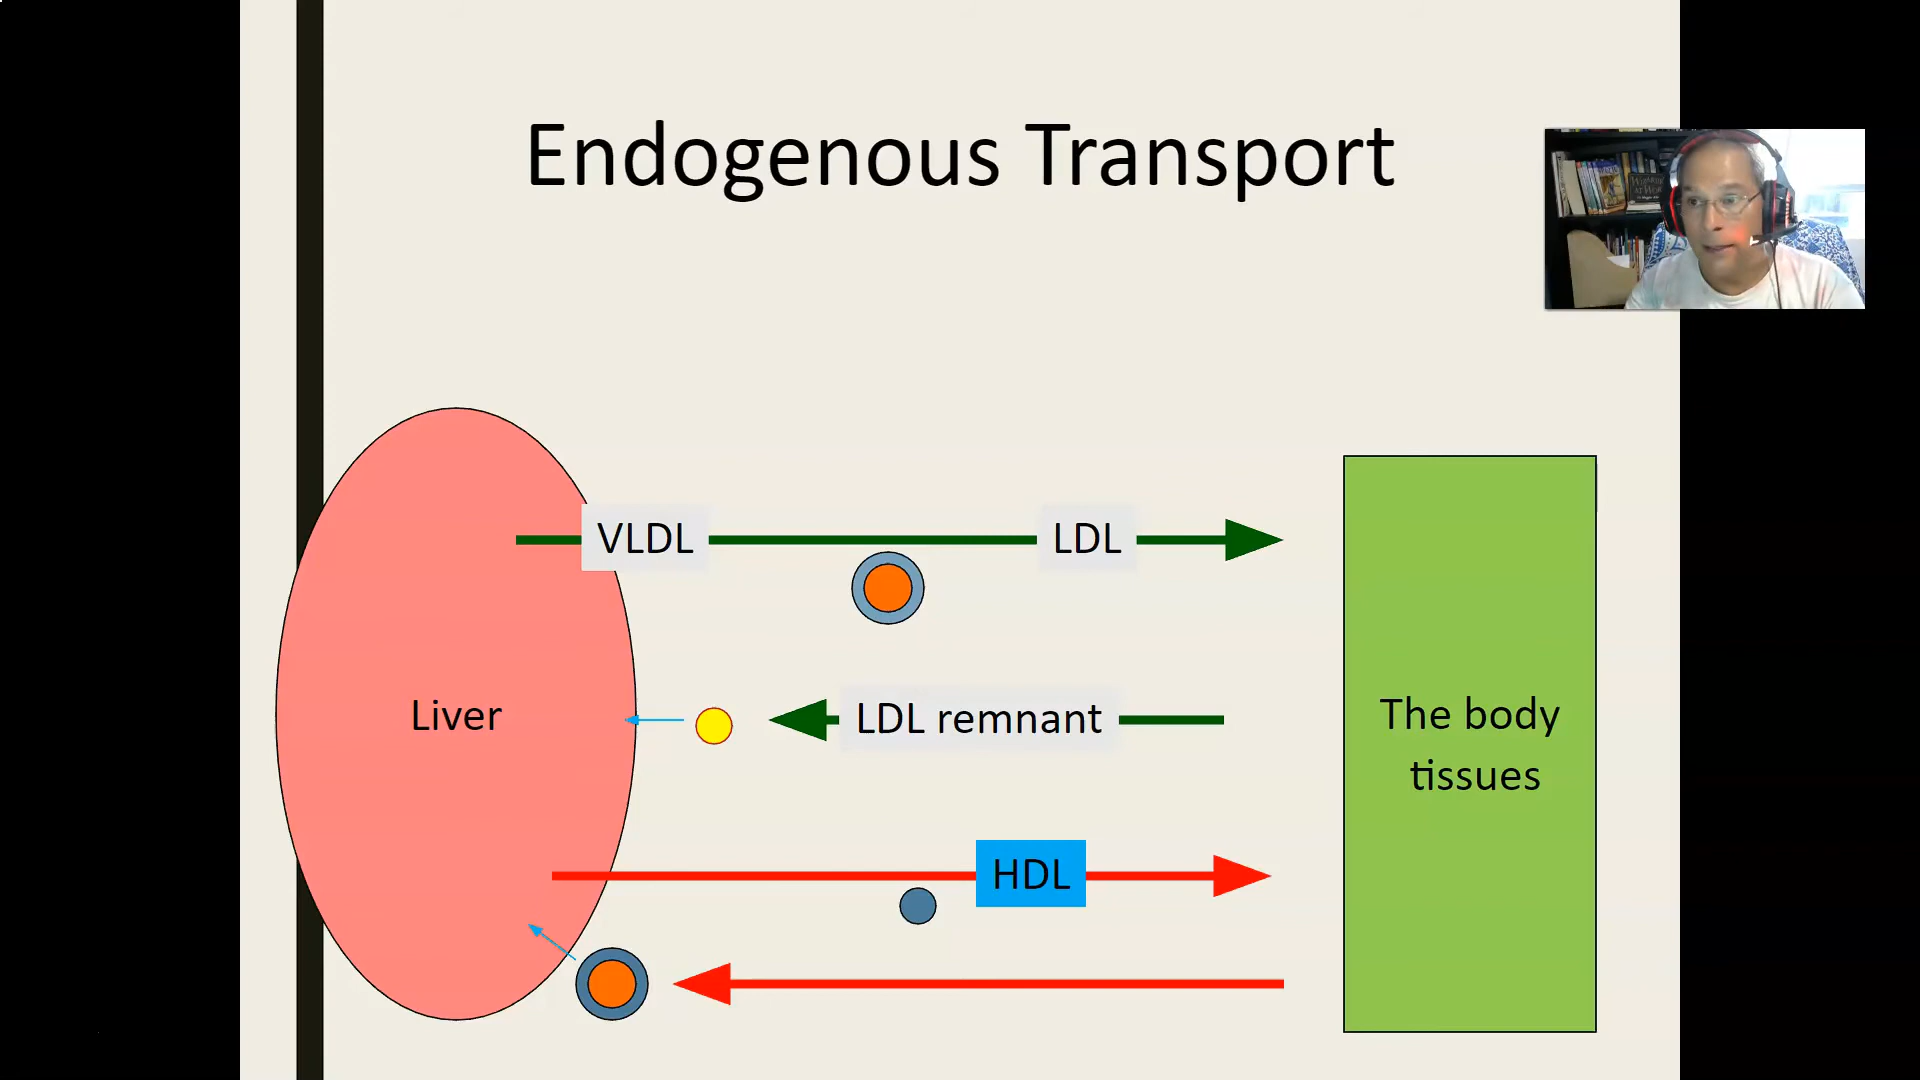 Endogenous Transport
VLDL
LDL
Liver
LDL remnant
The body
tissues
HDL